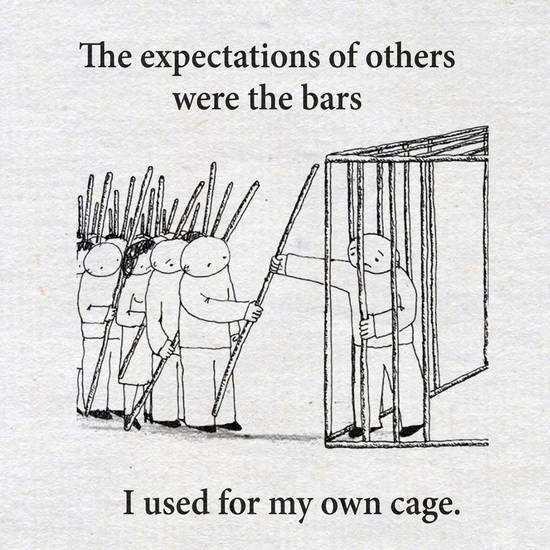 The expectations of others
were the bars
I used for my own cage.